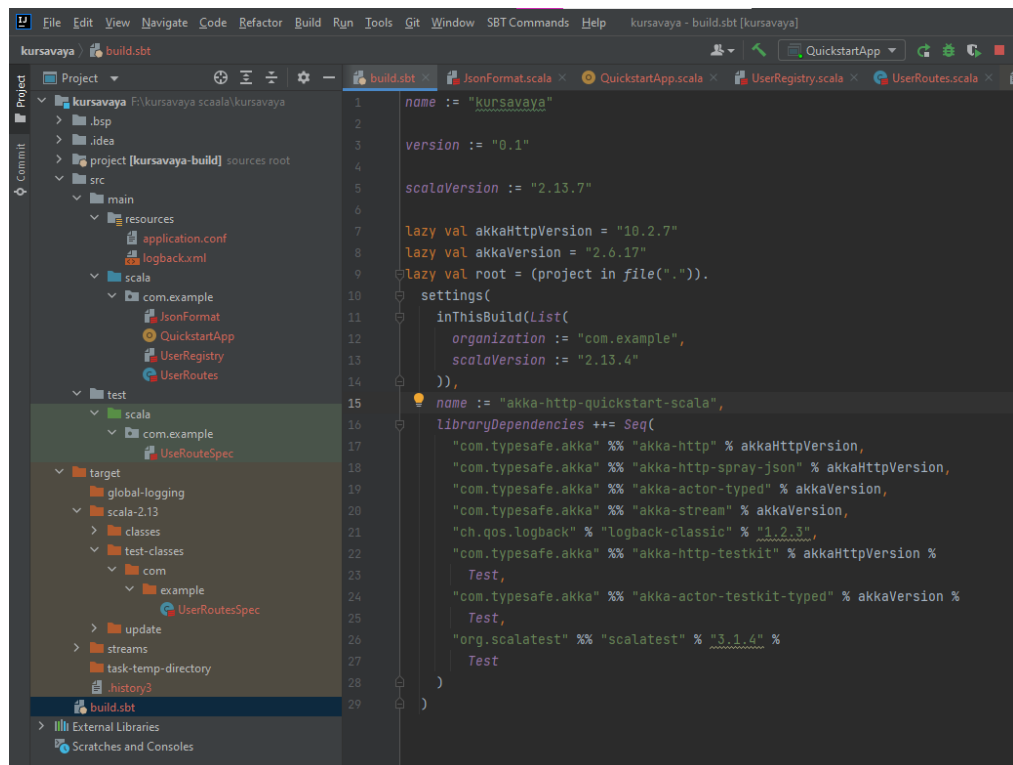 File Edit View Navigate Code Refactor Build Run Tools Git Window SBT Commands Help kursavaya - build.sbt [kursavaya]
kursavaya build.sbt QuickstartApp
Project build.sbt JsonFormat.scala QuickstartApp.scala UserRegistry.scala UserRoutes.scala
Project
Commit
kursavaya F:\kursavaya scaala\kursavaya
.bsp
.idea
project [kursavaya-build] sources root
src
main
resources
application.conf
logback.xml
scala
com.example
JsonFormat
QuickstartApp
UserRegistry
UserRoutes
test
scala
com.example
UseRouteSpec
target
global-logging
scala-2.13
classes
test-classes
com
example
UserRoutesSpec
update
streams
task-temp-directory
.history3
build.sbt
External Libraries
Scratches and Consoles
1 name := "kursavaya"
2
3 version := "0.1"
4
5 scalaVersion := "2.13.7"
6
7 lazy val akkaHttpVersion = "10.2.7"
8 lazy val akkaVersion = "2.6.17"
9 lazy val root = (project in file(".")).
10 settings(
11 inThisBuild(List(
12 organization := "com.example",
13 scalaVersion := "2.13.4"
14 )),
15 name := "akka-http-quickstart-scala",
16 libraryDependencies ++= Seq(
17 "com.typesafe.akka" %% "akka-http" % akkaHttpVersion,
18 "com.typesafe.akka" %% "akka-http-spray-json" % akkaHttpVersion,
19 "com.typesafe.akka" %% "akka-actor-typed" % akkaVersion,
20 "com.typesafe.akka" %% "akka-stream" % akkaVersion,
21 "ch.qos.logback" % "logback-classic" % "1.2.3",
22 "com.typesafe.akka" %% "akka-http-testkit" % akkaHttpVersion %
23 Test,
24 "com.typesafe.akka" %% "akka-actor-testkit-typed" % akkaVersion %
25 Test,
26 "org.scalatest" %% "scalatest" % "3.1.4" %
27 Test
28 )
29 )